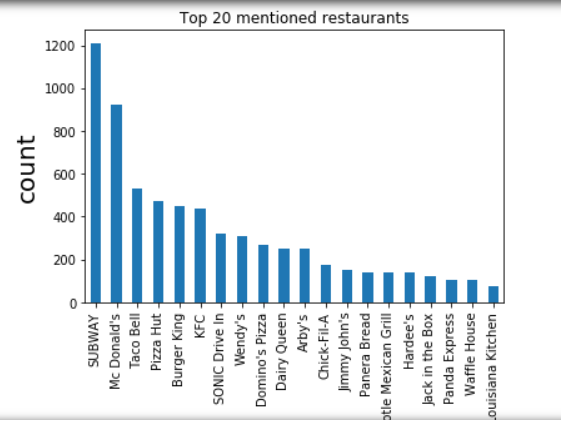 Top 20 mentioned restaurants
count
1200
1000
800
600
400
200
0
SUBWAY
Mc Donald's
Taco Bell
Pizza Hut
Burger King
KFC
SONIC Drive In
Wendy's
Domino's Pizza
Dairy Queen
Arby's
Chick-Fil-A
Jimmy John's
Panera Bread
otle Mexican Grill
Hardee's
Jack in the Box
Panda Express
Waffle House
ouisiana Kitchen